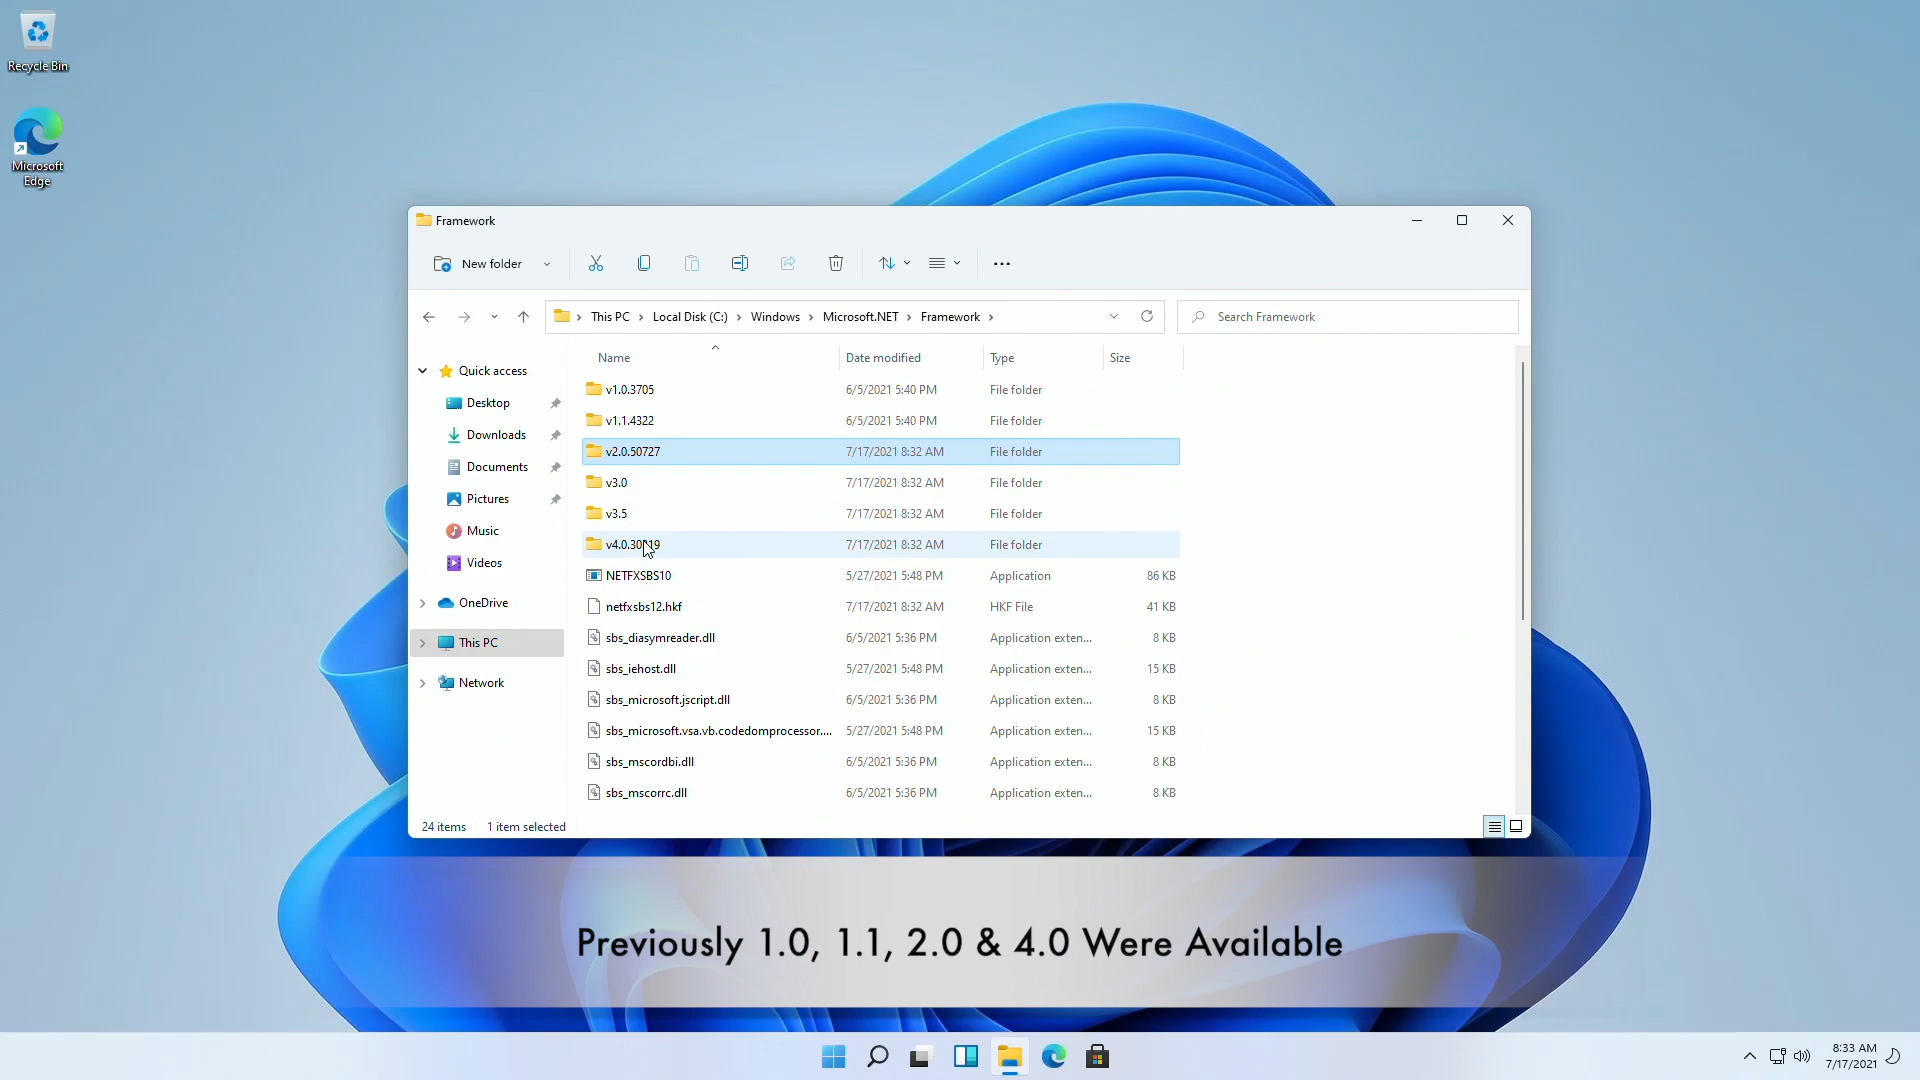 Recycle Bin
Microsoft
Edge
Framework
New folder
This PC
Local Disk (C:)
Windows
Microsoft.NET
Framework
Search Framework
Name Date modified Type Size
Quick access
Desktop
Downloads
Documents
Pictures
Music
Videos
OneDrive
This PC
Network
v1.0.3705 6/5/2021 5:40 PM File folder
v1.1.4322 6/5/2021 5:40 PM File folder
v2.0.50727 7/17/2021 8:32 AM File folder
v3.0 7/17/2021 8:32 AM File folder
v3.5 7/17/2021 8:32 AM File folder
7/17/2021 8:32 AM File folder
NETFXSBS10 5/27/2021 5:48 PM Application 86 KB
netfxsbs12.hkf 7/17/2021 8:32 AM HKF File 41 KB
sbs_diasymreader.dll 6/5/2021 5:36 PM Application exten... 8 KB
sbs_iehost.dll 5/27/2021 5:48 PM Application exten... 15 KB
sbs_microsoft.jscript.dll 6/5/2021 5:36 PM Application exten... 8 KB
sbs_microsoft.vsa.vb.codedomprocessor.... 5/27/2021 5:48 PM Application exten... 15 KB
sbs_mscordbi.dll 6/5/2021 5:36 PM Application exten... 8 KB
sbs_mscorrc.dll 6/5/2021 5:36 PM Application exten... 8 KB
24 items 1 item selected
Previously 1.0, 1.1, 2.0 & 4.0 Were Available
8:33 AM
7/17/2021